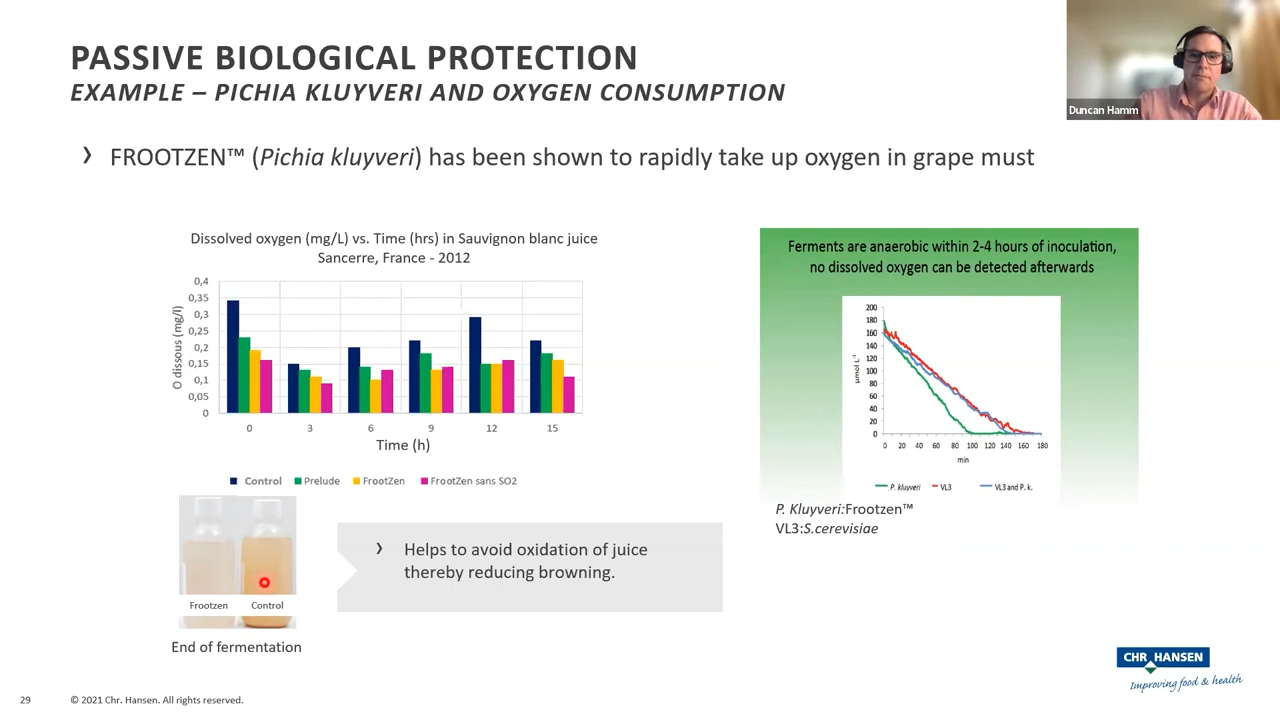 PASSIVE BIOLOGICAL PROTECTION
EXAMPLE – PICHIA KLUYVERI AND OXYGEN CONSUMPTION
Duncan Hamm
› FROOTZEN™ (Pichia kluyveri) has been shown to rapidly take up oxygen in grape must
Dissolved oxygen (mg/L) vs. Time (hrs) in Sauvignon blanc juice
Sancerre, France - 2012
O dissous (mg/l)
0,4
0,35
0,3
0,25
0,2
0,15
0,1
0,05
0
0 3 6 9 12 15
Time (h)
Control Prelude FrootZen FrootZen sans SO2
Frootzen Control
End of fermentation
› Helps to avoid oxidation of juice
thereby reducing browning.
Ferments are anaerobic within 2-4 hours of inoculation,
no dissolved oxygen can be detected afterwards
µmol L⁻¹
200
180
160
140
120
100
80
60
40
20
0
0 20 40 60 80 100 120 140 160 180
min
P. kluyveri VL3 VL3 and P. k.
P. Kluyveri:Frootzen™
VL3:S.cerevisiae
CHR HANSEN
Improving food & health
29 © 2021 Chr. Hansen. All rights reserved.